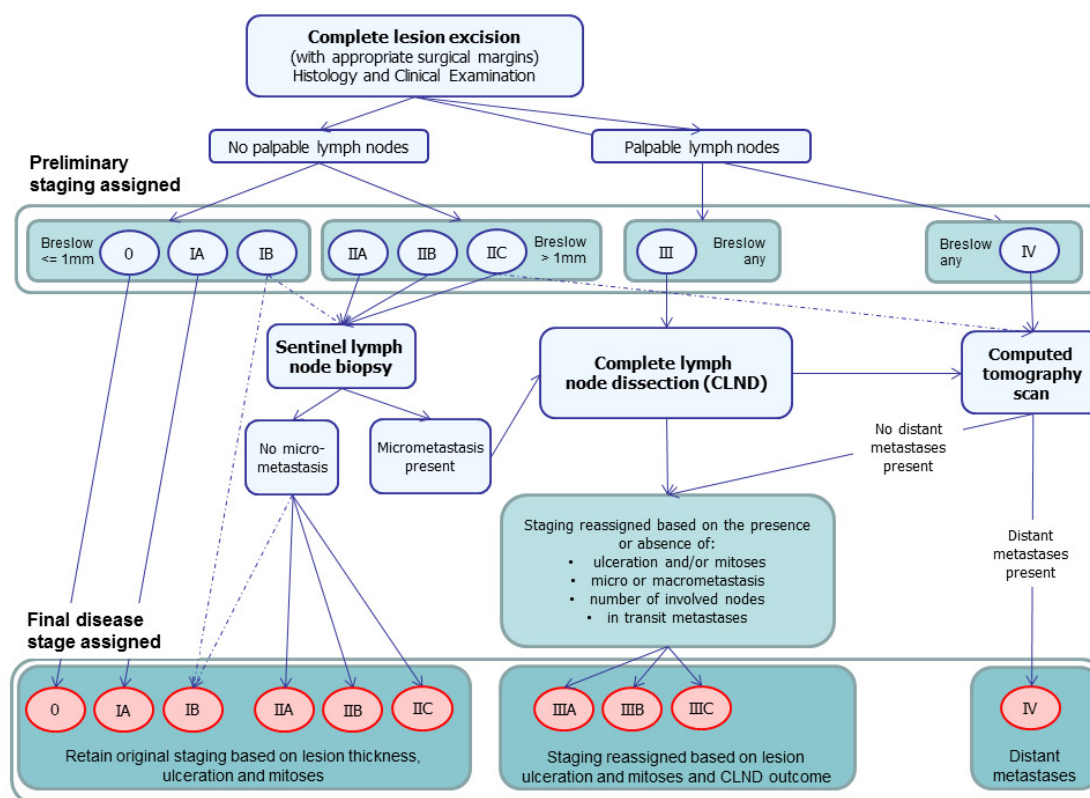 Complete lesion excision
(with appropriate surgical margins)
Histology and Clinical Examination
No palpable lymph nodes
Palpable lymph nodes
Preliminary
staging assigned
Breslow
<= 1mm
0
IA
IB
IIA
IIB
IIC
Breslow
> 1mm
III
Breslow
any
Breslow
any
IV
Sentinel lymph
node biopsy
Complete lymph
node dissection (CLND)
Computed
tomography
scan
No micro-
metastasis
Micrometastasis
present
No distant
metastases
present
Staging reassigned based on the presence
or absence of:
• ulceration and/or mitoses
• micro or macrometastasis
• number of involved nodes
• in transit metastases
Distant
metastases
present
Final disease
stage assigned
0
IA
IB
IIA
IIB
IIC
IIIA
IIIB
IIIC
IV
Retain original staging based on lesion thickness,
ulceration and mitoses
Staging reassigned based on lesion
ulceration and mitoses and CLND outcome
Distant
metastases